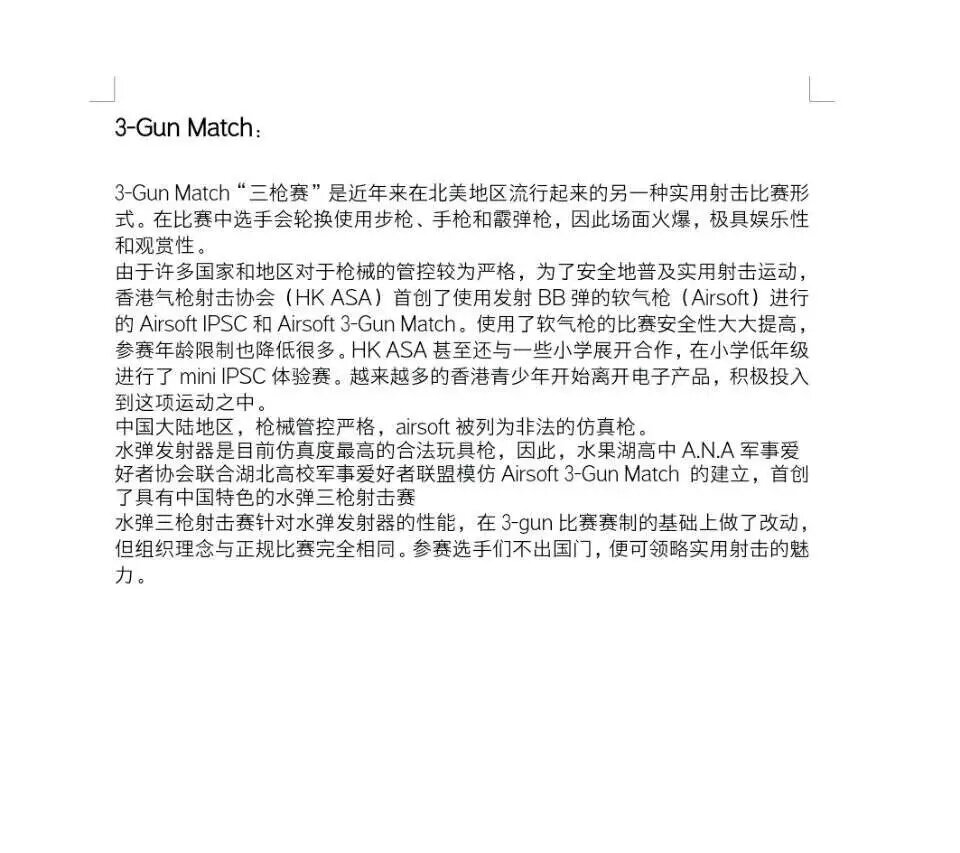 3-Gun Match：
3-Gun Match“三枪赛”是近年来在北美地区流行起来的另一种实用射击比赛形
式。在比赛中选手会轮换使用步枪、手枪和霰弹枪，因此场面火爆，极具娱乐性
和观赏性。
由于许多国家和地区对于枪械的管控较为严格，为了安全地普及实用射击运动，
香港气枪射击协会（HK ASA）首创了使用发射 BB 弹的软气枪（Airsoft）进行
的 Airsoft IPSC 和 Airsoft 3-Gun Match。使用了软气枪的比赛安全性大大提高，
参赛年龄限制也降低很多。HK ASA 甚至还与一些小学展开合作，在小学低年级
进行了 mini IPSC 体验赛。越来越多的香港青少年开始离开电子产品，积极投入
到这项运动之中。
中国大陆地区，枪械管控严格，airsoft 被列为非法的仿真枪。
水弹发射器是目前仿真度最高的合法玩具枪，因此，水果湖高中 A.N.A 军事爱
好者协会联合湖北高校军事爱好者联盟模仿 Airsoft 3-Gun Match 的建立，首创
了具有中国特色的水弹三枪射击赛
水弹三枪射击赛针对水弹发射器的性能，在 3-gun 比赛赛制的基础上做了改动，
但组织理念与正规比赛完全相同。参赛选手们不出国门，便可领略实用射击的魅
力。